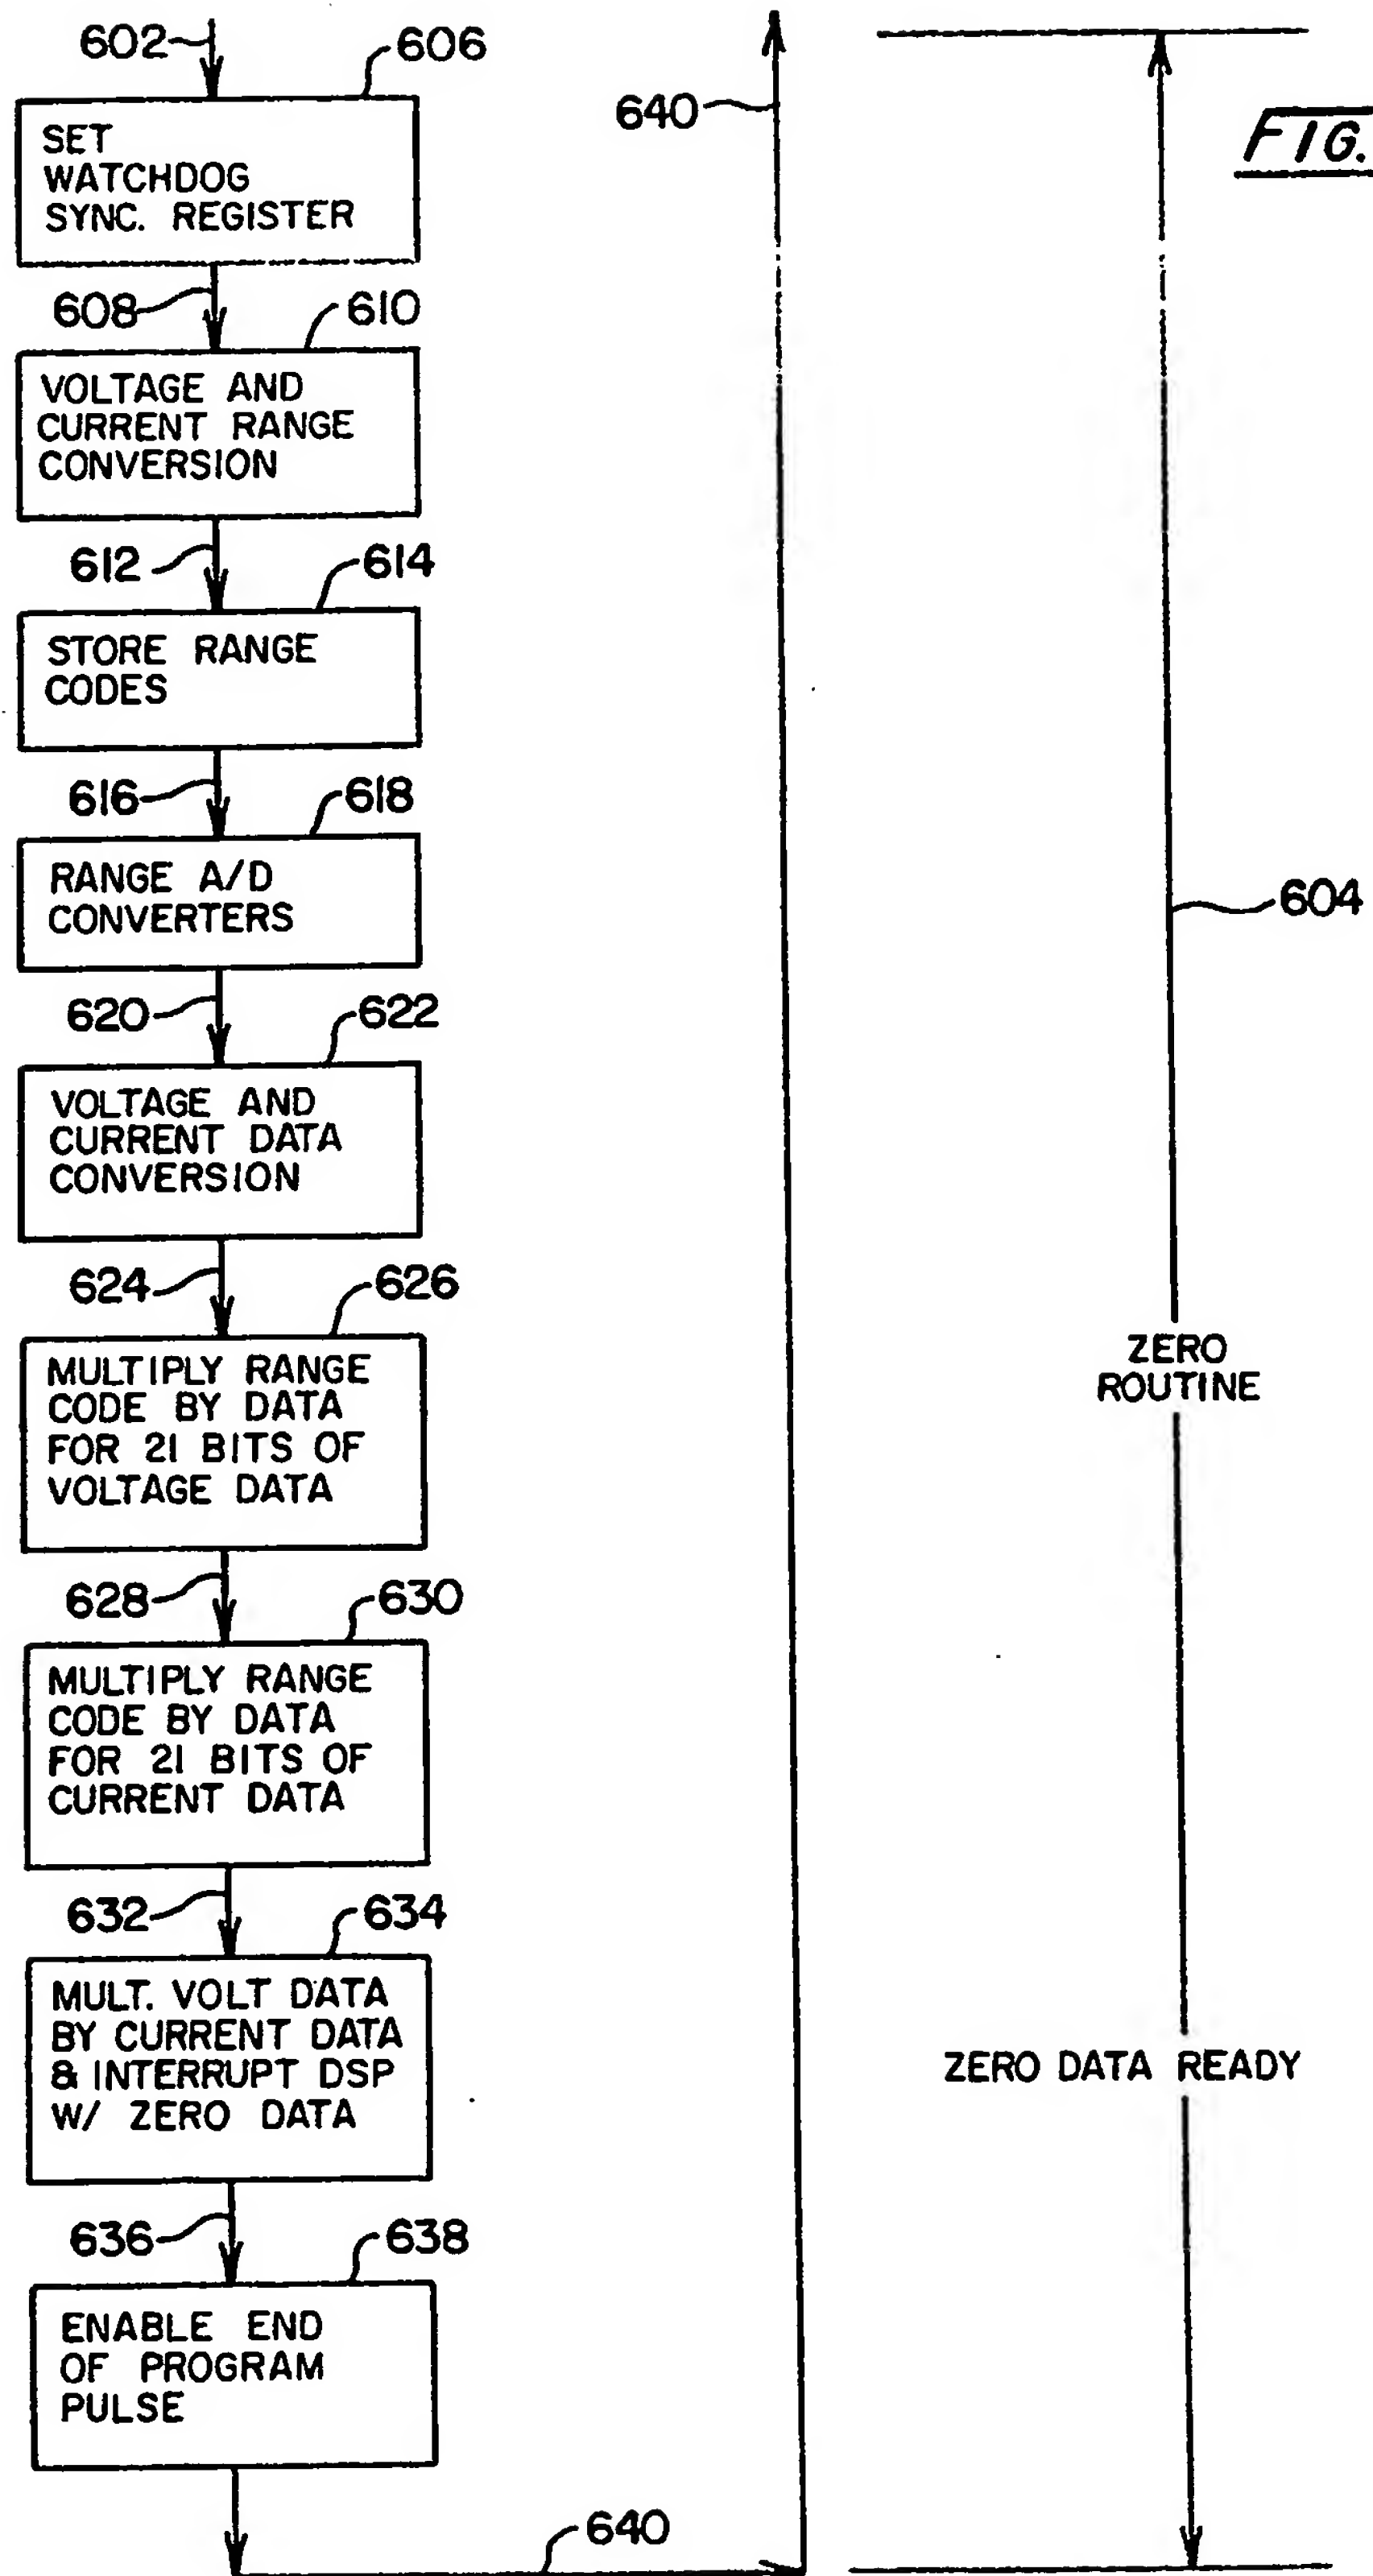 602
606
SET
WATCHDOG
SYNC. REGISTER
608
610
VOLTAGE AND
CURRENT RANGE
CONVERSION
612
614
STORE RANGE
CODES
616
618
RANGE A/D
CONVERTERS
620
622
VOLTAGE AND
CURRENT DATA
CONVERSION
624
626
MULTIPLY RANGE
CODE BY DATA
FOR 21 BITS OF
VOLTAGE DATA
628
630
MULTIPLY RANGE
CODE BY DATA
FOR 21 BITS OF
CURRENT DATA
632
634
MULT. VOLT DATA
BY CURRENT DATA
& INTERRUPT DSP
W/ ZERO DATA
636
638
ENABLE END
OF PROGRAM
PULSE
640
640
FIG.
604
ZERO
ROUTINE
ZERO DATA READY